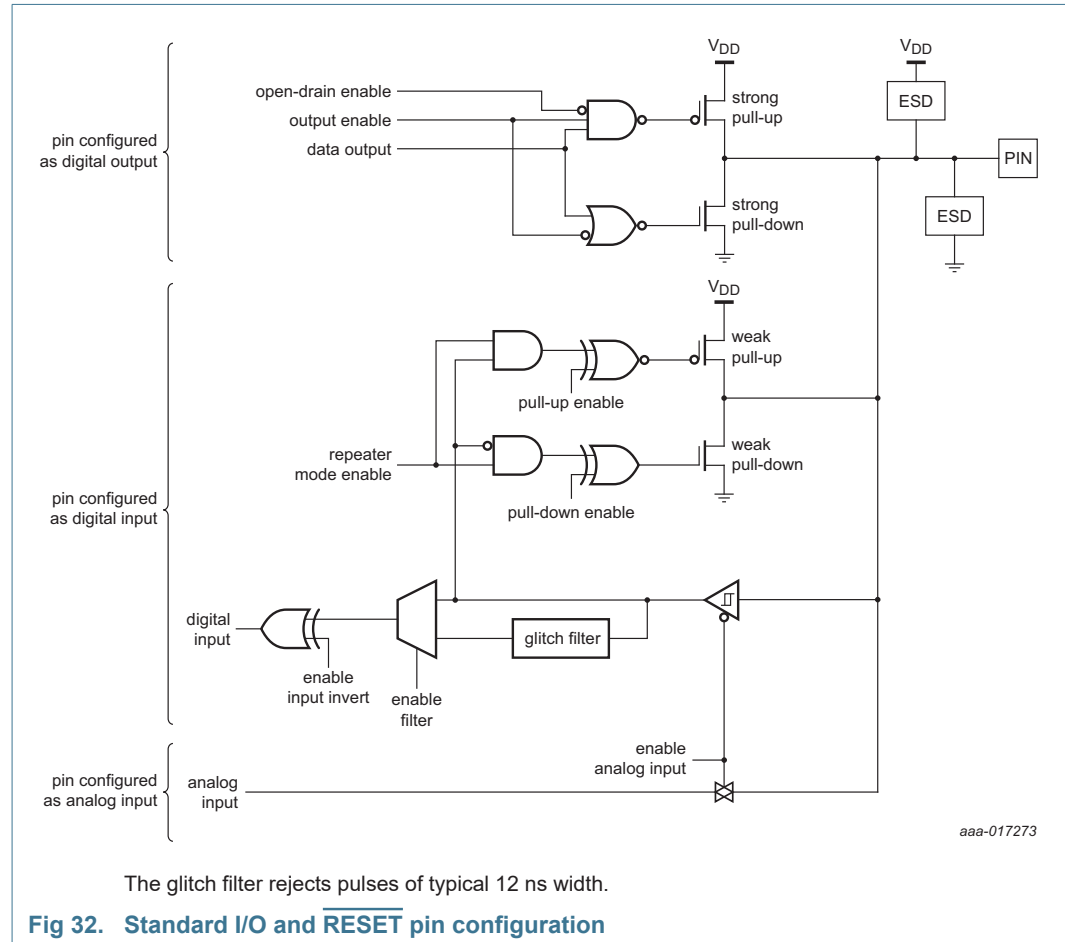 VDD
VDD
open-drain enable
output enable
data output
strong
pull-up
ESD
pin configured
as digital output
PIN
strong
pull-down
ESD
VDD
weak
pull-up
pull-up enable
repeater
mode enable
weak
pull-down
pull-down enable
pin configured
as digital input
digital
input
glitch filter
enable
input invert
enable
filter
enable
analog input
pin configured
as analog input
analog
input
aaa-017273
The glitch filter rejects pulses of typical 12 ns width.
Fig 32. Standard I/O and RESET pin configuration